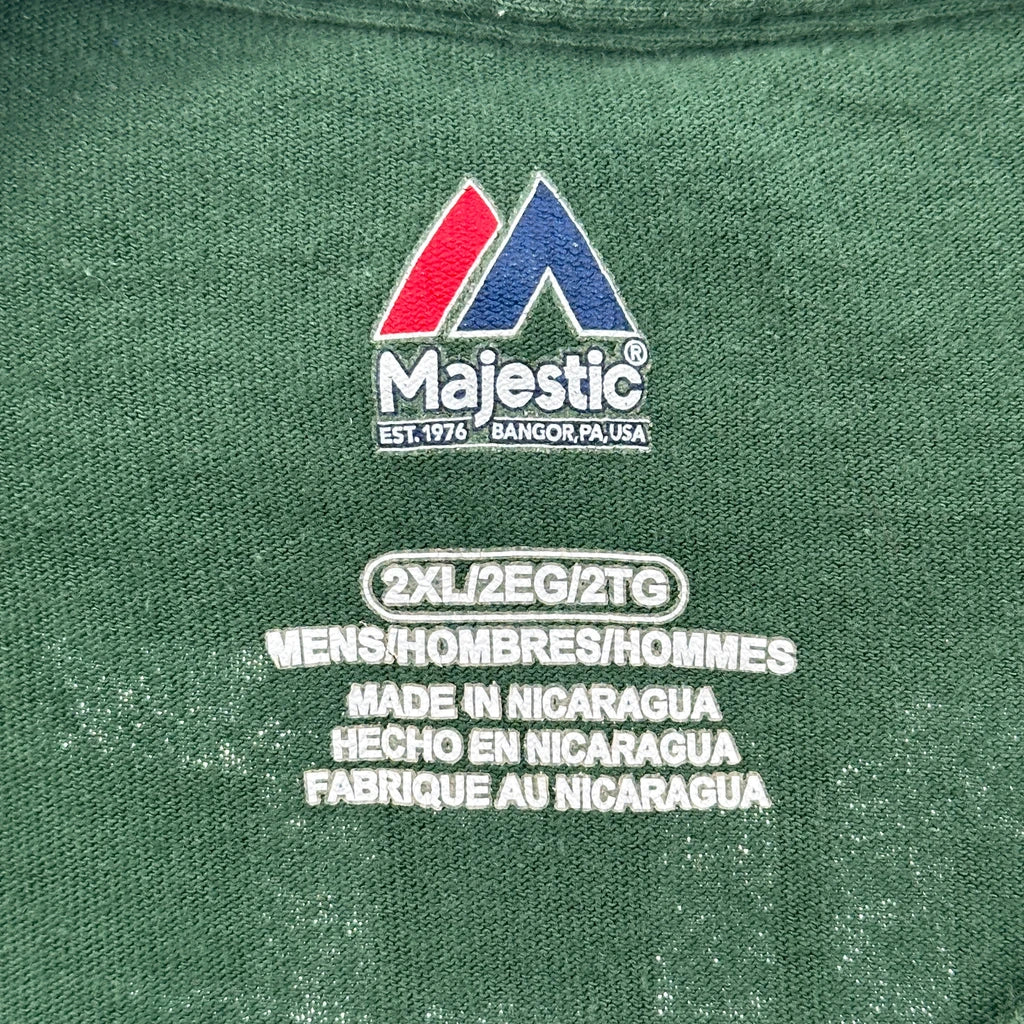 Majestic®
EST. 1976 BANGOR, PA, USA
2XL/2EG/2TG
MENS/HOMBRES/HOMMES
MADE IN NICARAGUA
HECHO EN NICARAGUA
FABRIQUE AU NICARAGUA